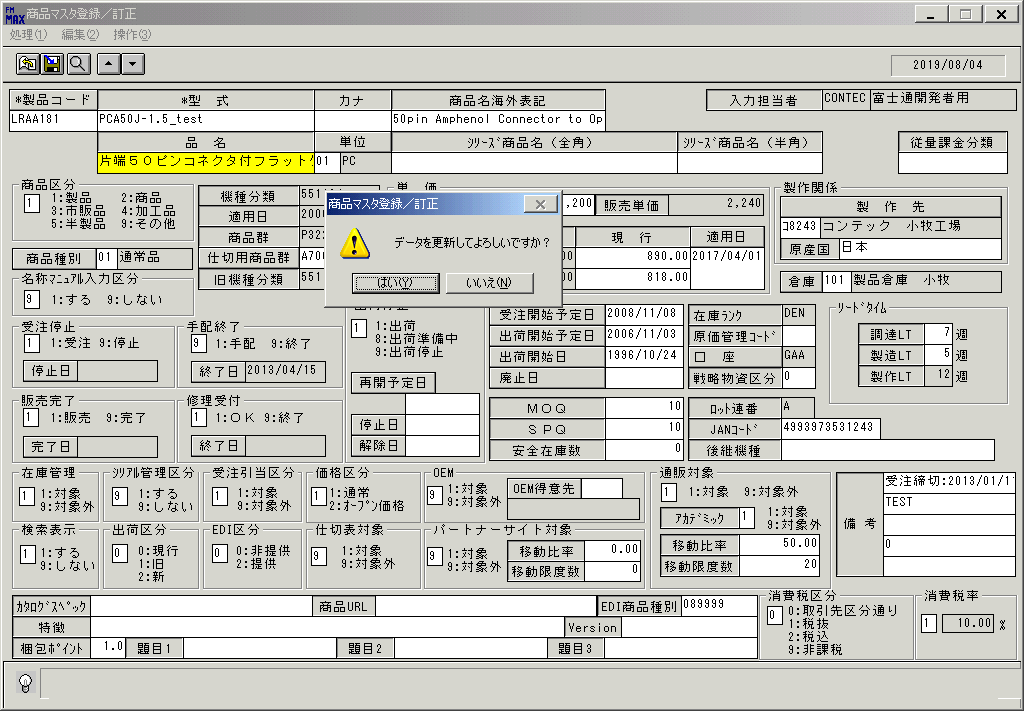 FM MAX 商品マスタ登録／訂正
処理(1) 編集(2) 操作(3)
2019/08/04
*製品コード *型 式 カナ 商品名海外表記 入力担当者 CONTEC 富士通開発者用
LRAA181 PCA50J-1.5_test 50pin Amphenol Connector to Op
品 名 単位 ｼﾘｰｽﾞ商品名（全角） ｼﾘｰｽﾞ商品名（半角） 従量課金分類
片端５０ピンコネクタ付フラット 01 PC
商品区分
1 1:製品 2:商品
3:市販品 4:加工品
5:半製品 9:その他
商品種別 01 通常品
名称ﾏﾆｭｱﾙ入力区分
9 1:する 9:しない
機種分類 551
適用日 200
商品群 P32
仕切用商品群 A70
旧機種分類 551
単 価
,200 販売単価 2,240
現 行 適用日
890.00 2017/04/01
818.00
商品マスタ登録／訂正
データを更新してよろしいですか？
はい(Y) いいえ(N)
製作関係
製 作 先
ｺ8243 コンテック 小牧工場
原産国 日本
倉庫 101 製品倉庫 小牧
受注停止
1 1:受注 9:停止
停止日
手配終了
9 1:手配 9:終了
終了日 2013/04/15
1 1:出荷
8:出荷準備中
9:出荷停止
再開予定日
停止日
解除日
販売完了
1 1:販売 9:完了
完了日
修理受付
1 1:ＯＫ 9:終了
終了日
受注開始予定日 2008/11/08
出荷開始予定日 2006/11/03
出荷開始日 1996/10/24
廃止日
ＭＯＱ 10
ＳＰＱ 10
安全在庫数 0
在庫ﾗﾝｸ DEN
原価管理ｺｰﾄﾞ
口 座 GAA
戦略物資区分 0
ﾛｯﾄ連番 A
JANｺｰﾄﾞ 4993973531243
後継機種
ﾘｰﾄﾞﾀｲﾑ
調達LT 7 週
製造LT 5 週
製作LT 12 週
在庫管理
1 1:対象
9:対象外
ｼﾘｱﾙ管理区分
9 1:する
9:しない
受注引当区分
1 1:対象
9:対象外
価格区分
1 1:通常
2:ｵｰﾌﾟﾝ価格
OEM
9 1:対象
9:対象外
OEM得意先
通販対象
1 1:対象 9:対象外
ｱｶﾃﾞﾐｯｸ 1 1:対象
9:対象外
移動比率 50.00
移動限度数 20
備 考 受注締切:2013/01/1
TEST
0
検索表示
1 1:する
9:しない
出荷区分
0 0:現行
1:旧
2:新
EDI区分
0 0:非提供
2:提供
仕切表対象
9 1:対象
9:対象外
パートナーサイト対象
9 1:対象
9:対象外
移動比率 0.00
移動限度数 0
ｶﾀﾛｸﾞｽﾍﾟｯｸ 商品URL EDI商品種別 089999
特徴 Version
梱包ﾎﾟｲﾝﾄ 1.0 題目１ 題目２ 題目３
消費税区分
0 0:取引先区分通り
1:税抜
2:税込
9:非課税
消費税率
1 10.00 %